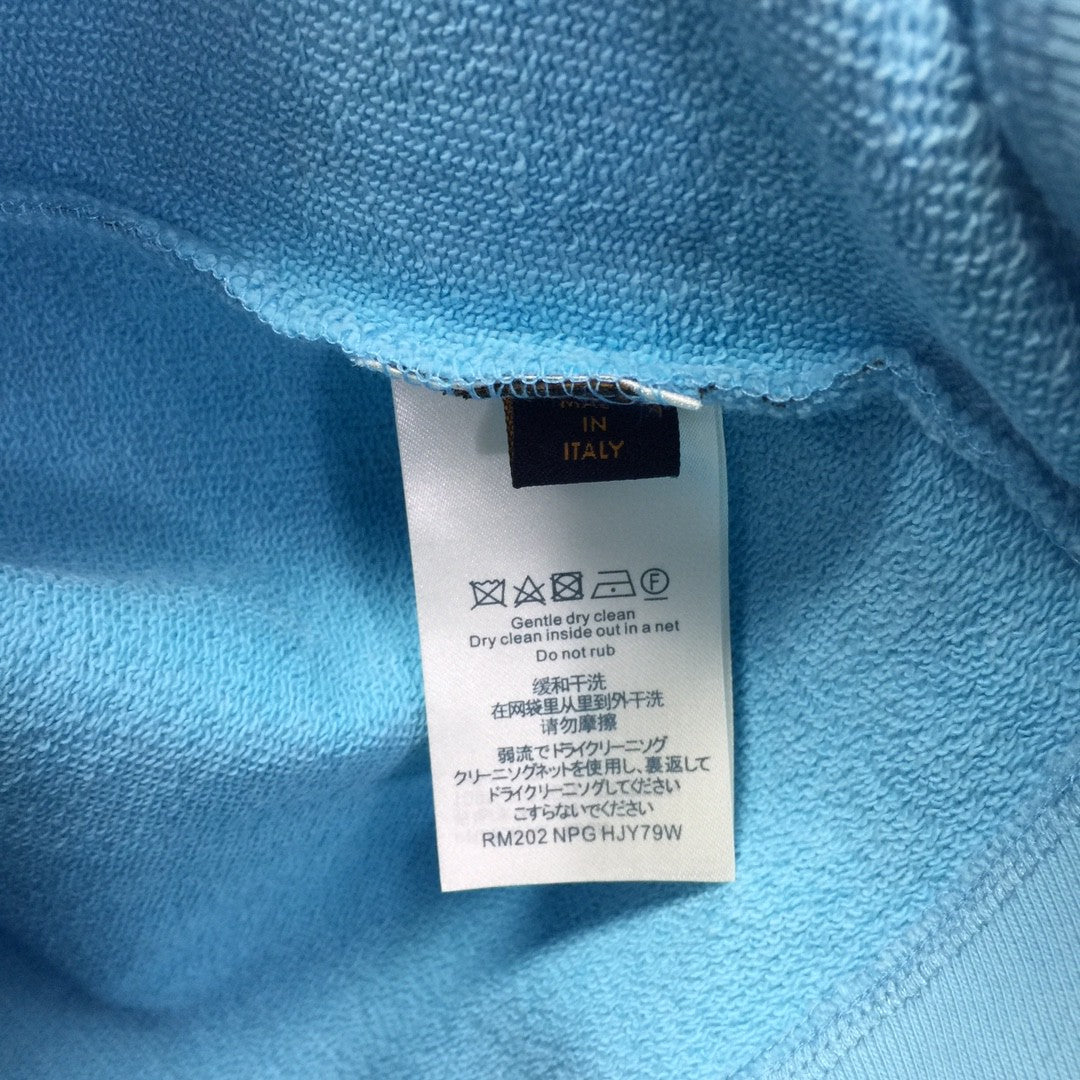 IN
ITALY
F
Gentle dry clean
Dry clean inside out in a net
Do not rub
缓和干洗
在网袋里从里到外干洗
请勿摩擦
弱流でドライクリーニング
クリーニソグネットを使用し、裏返して
ドライクリーニソグしてください
こすらないでください
RM202 NPG HJY79W